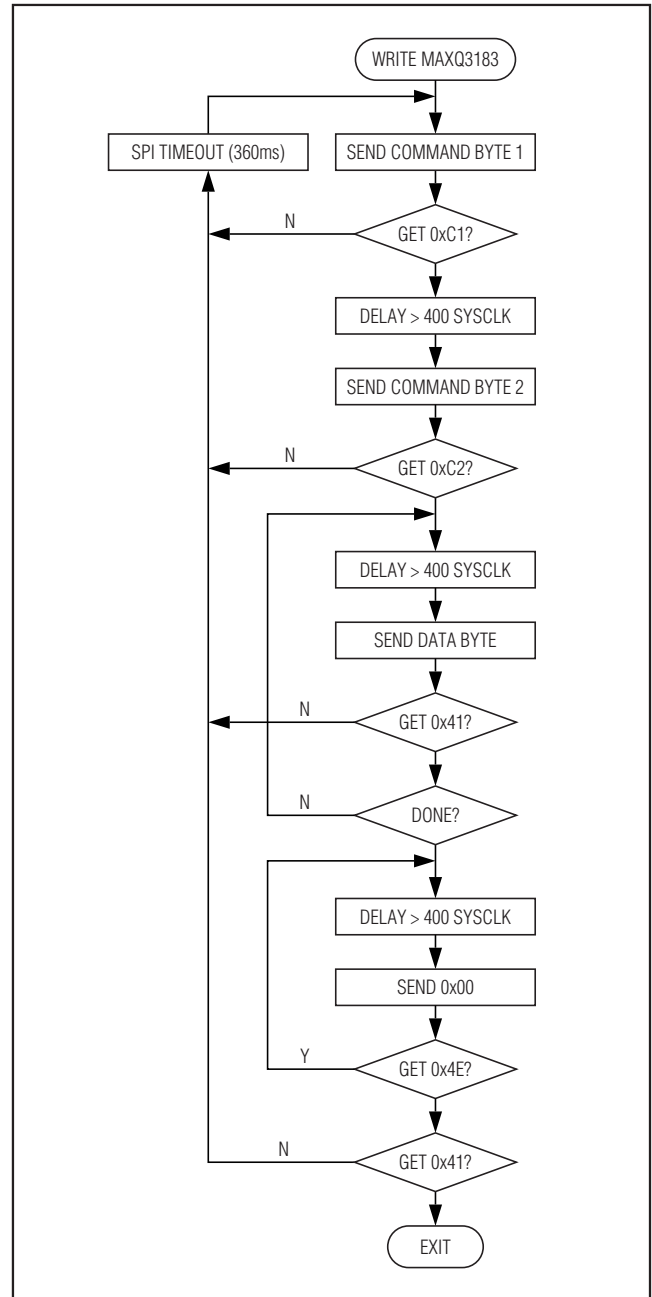 WRITE MAXQ3183
SPI TIMEOUT (360ms)
SEND COMMAND BYTE 1
N
GET 0xC1?
DELAY > 400 SYSCLK
SEND COMMAND BYTE 2
N
GET 0xC2?
DELAY > 400 SYSCLK
SEND DATA BYTE
N
GET 0x41?
N
DONE?
DELAY > 400 SYSCLK
SEND 0x00
Y
GET 0x4E?
N
GET 0x41?
EXIT